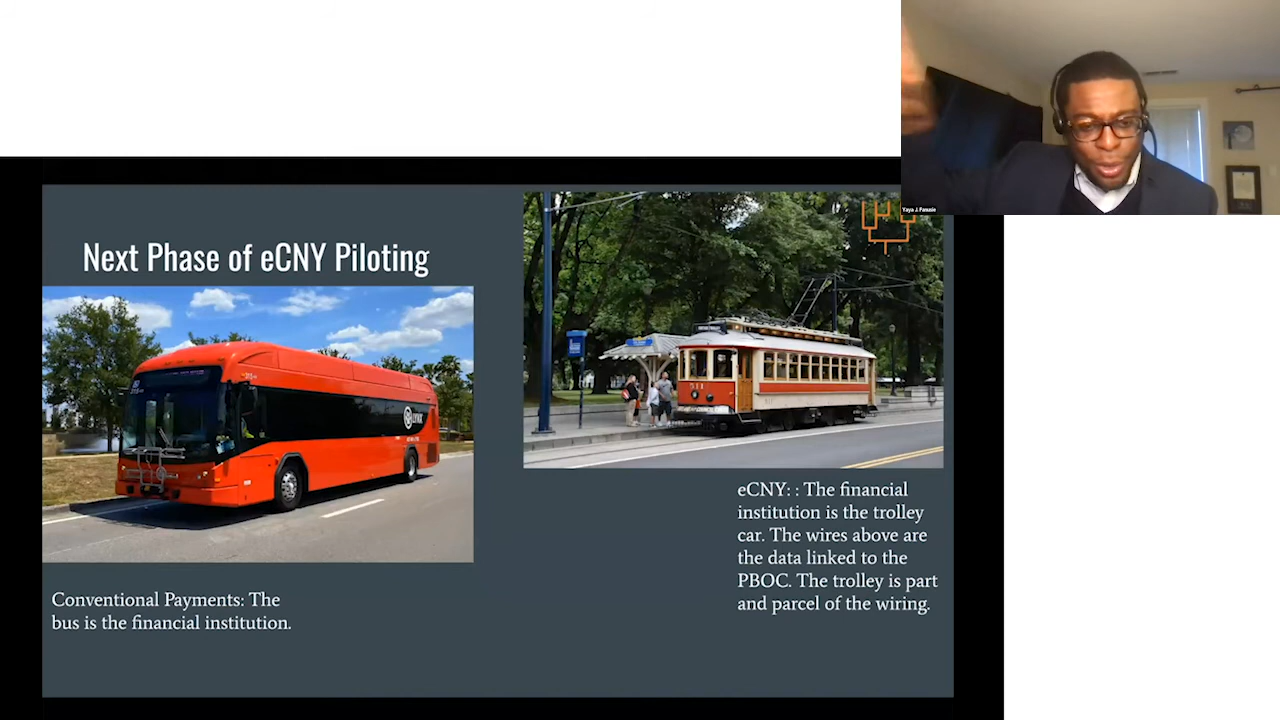 Yaya J. Fanusie
Next Phase of eCNY Piloting
LYNX
511
eCNY: : The financial
institution is the trolley
car. The wires above are
the data linked to the
PBOC. The trolley is part
and parcel of the wiring.
Conventional Payments: The
bus is the financial institution.